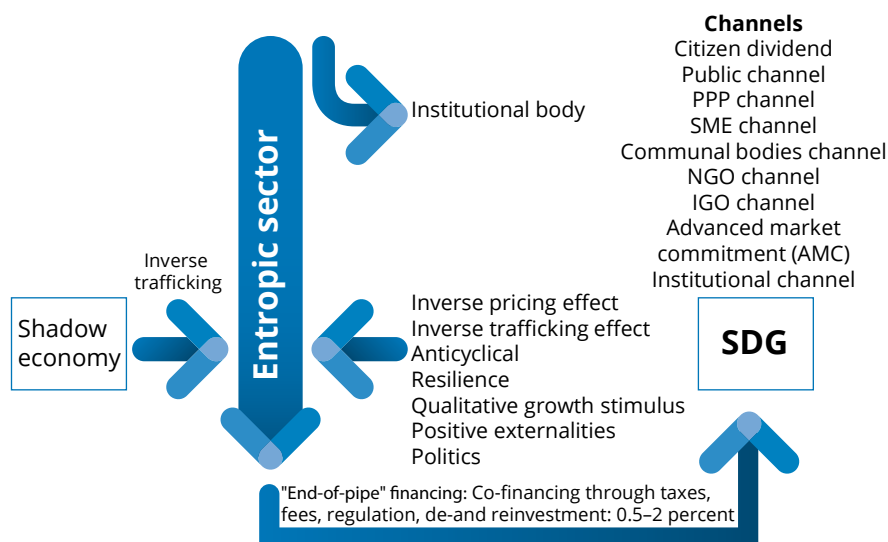 Channels
Citizen dividend
Public channel
PPP channel
SME channel
Communal bodies channel
NGO channel
IGO channel
Advanced market
commitment (AMC)
Institutional channel
SDG
Institutional body
Entropic sector
Inverse
trafficking
Shadow
economy
Inverse pricing effect
Inverse trafficking effect
Anticyclical
Resilience
Qualitative growth stimulus
Positive externalities
Politics
"End-of-pipe" financing: Co-financing through taxes,
fees, regulation, de-and reinvestment: 0.5–2 percent